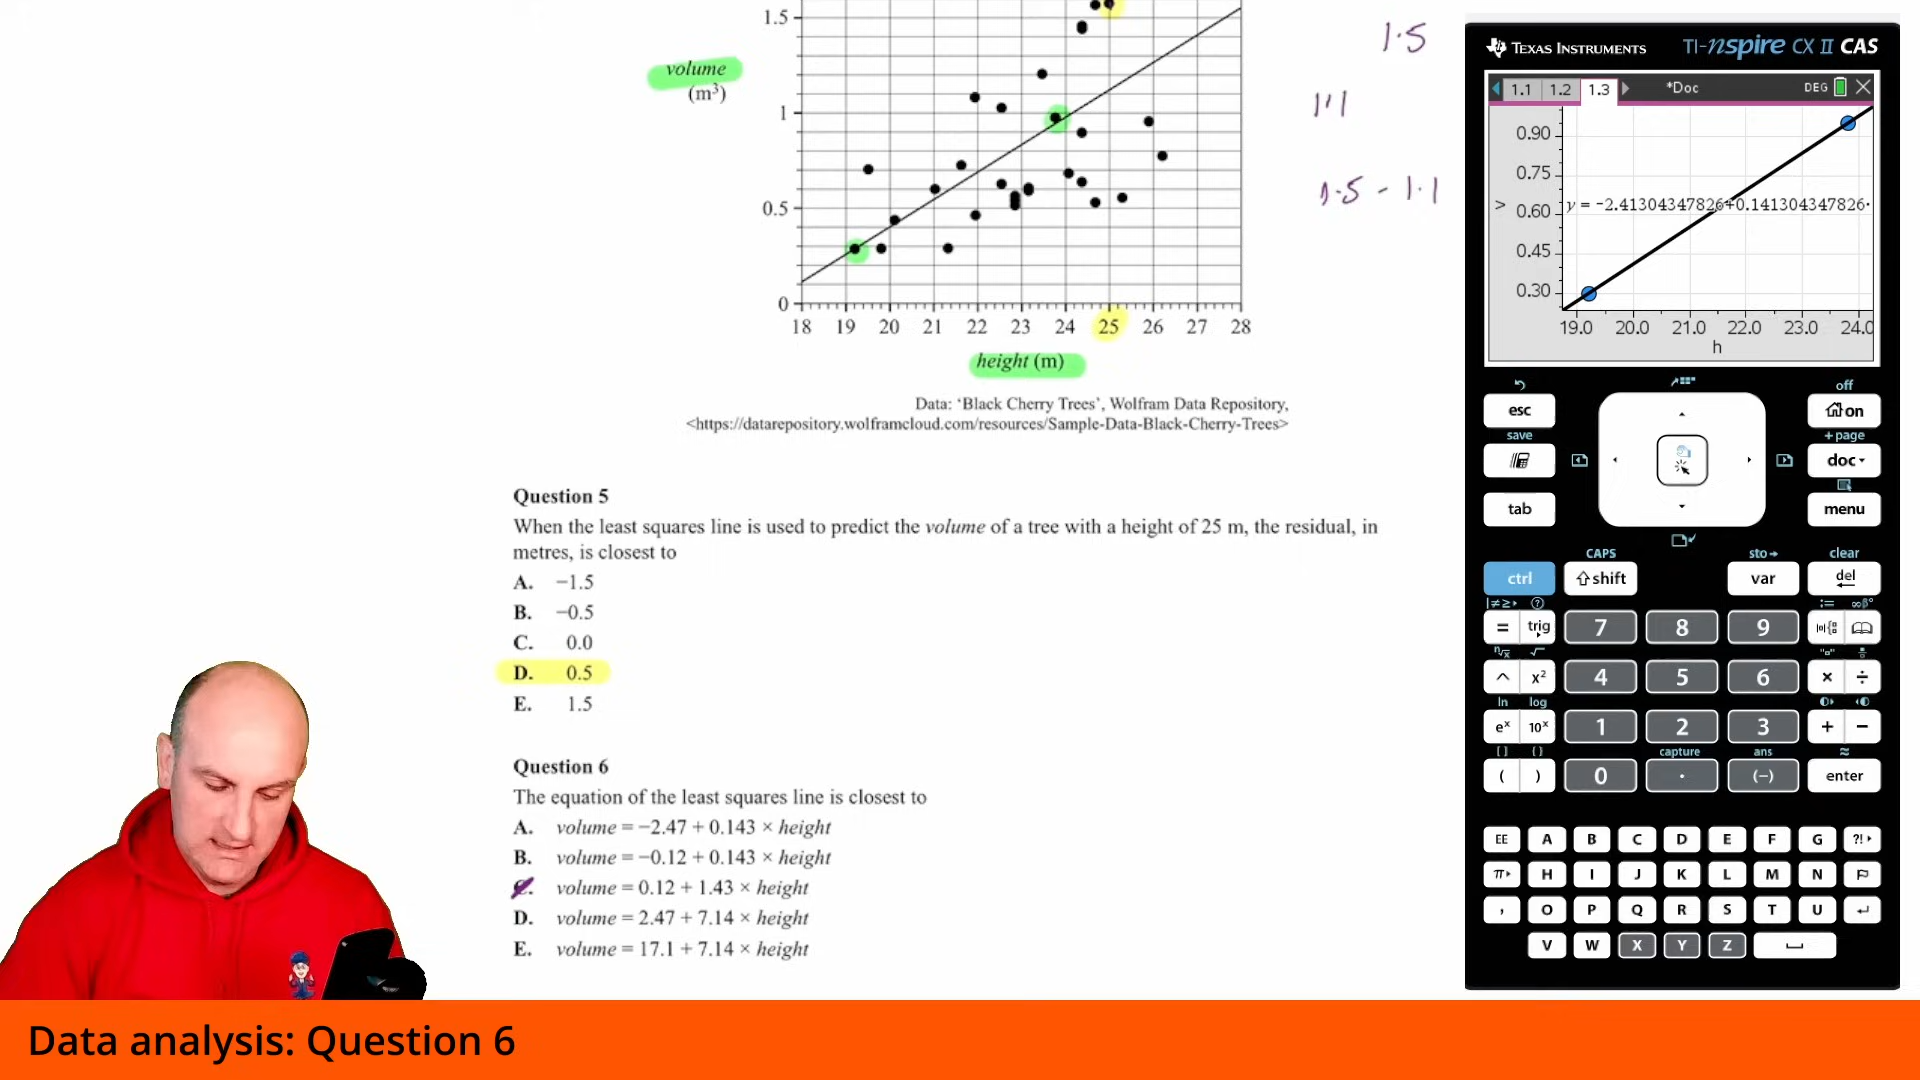 1.5
volume
(m³)
1
0.5
0
18 19 20 21 22 23 24 25 26 27 28
height (m)
Data: ‘Black Cherry Trees’, Wolfram Data Repository,
<https://datarepository.wolframcloud.com/resources/Sample-Data-Black-Cherry-Trees>
1.5
1.1
1.5 - 1.1
Question 5
When the least squares line is used to predict the volume of a tree with a height of 25 m, the residual, in
metres, is closest to
A. −1.5
B. −0.5
C. 0.0
D. 0.5
E. 1.5
Question 6
The equation of the least squares line is closest to
A. volume = −2.47 + 0.143 × height
B. volume = −0.12 + 0.143 × height
C. volume = 0.12 + 1.43 × height
D. volume = 2.47 + 7.14 × height
E. volume = 17.1 + 7.14 × height
Data analysis: Question 6
TEXAS INSTRUMENTS TI-nspire CX II CAS
1.1 1.2 1.3 *Doc DEG
0.90
0.75
v 0.60 y = -2.41304347826+0.141304347826·
0.45
0.30
19.0 20.0 21.0 22.0 23.0 24.0
h
off
esc on
save + page
doc
tab menu
CAPS sto→ clear
ctrl shift var del
= trig 7 8 9
^ x² 4 5 6 × ÷
ln log
eˣ 10ˣ 1 2 3 + −
[ ] { } capture ans ≈
( ) 0 . (−) enter
EE A B C D E F G ?!
π H I J K L M N
, O P Q R S T U
V W X Y Z